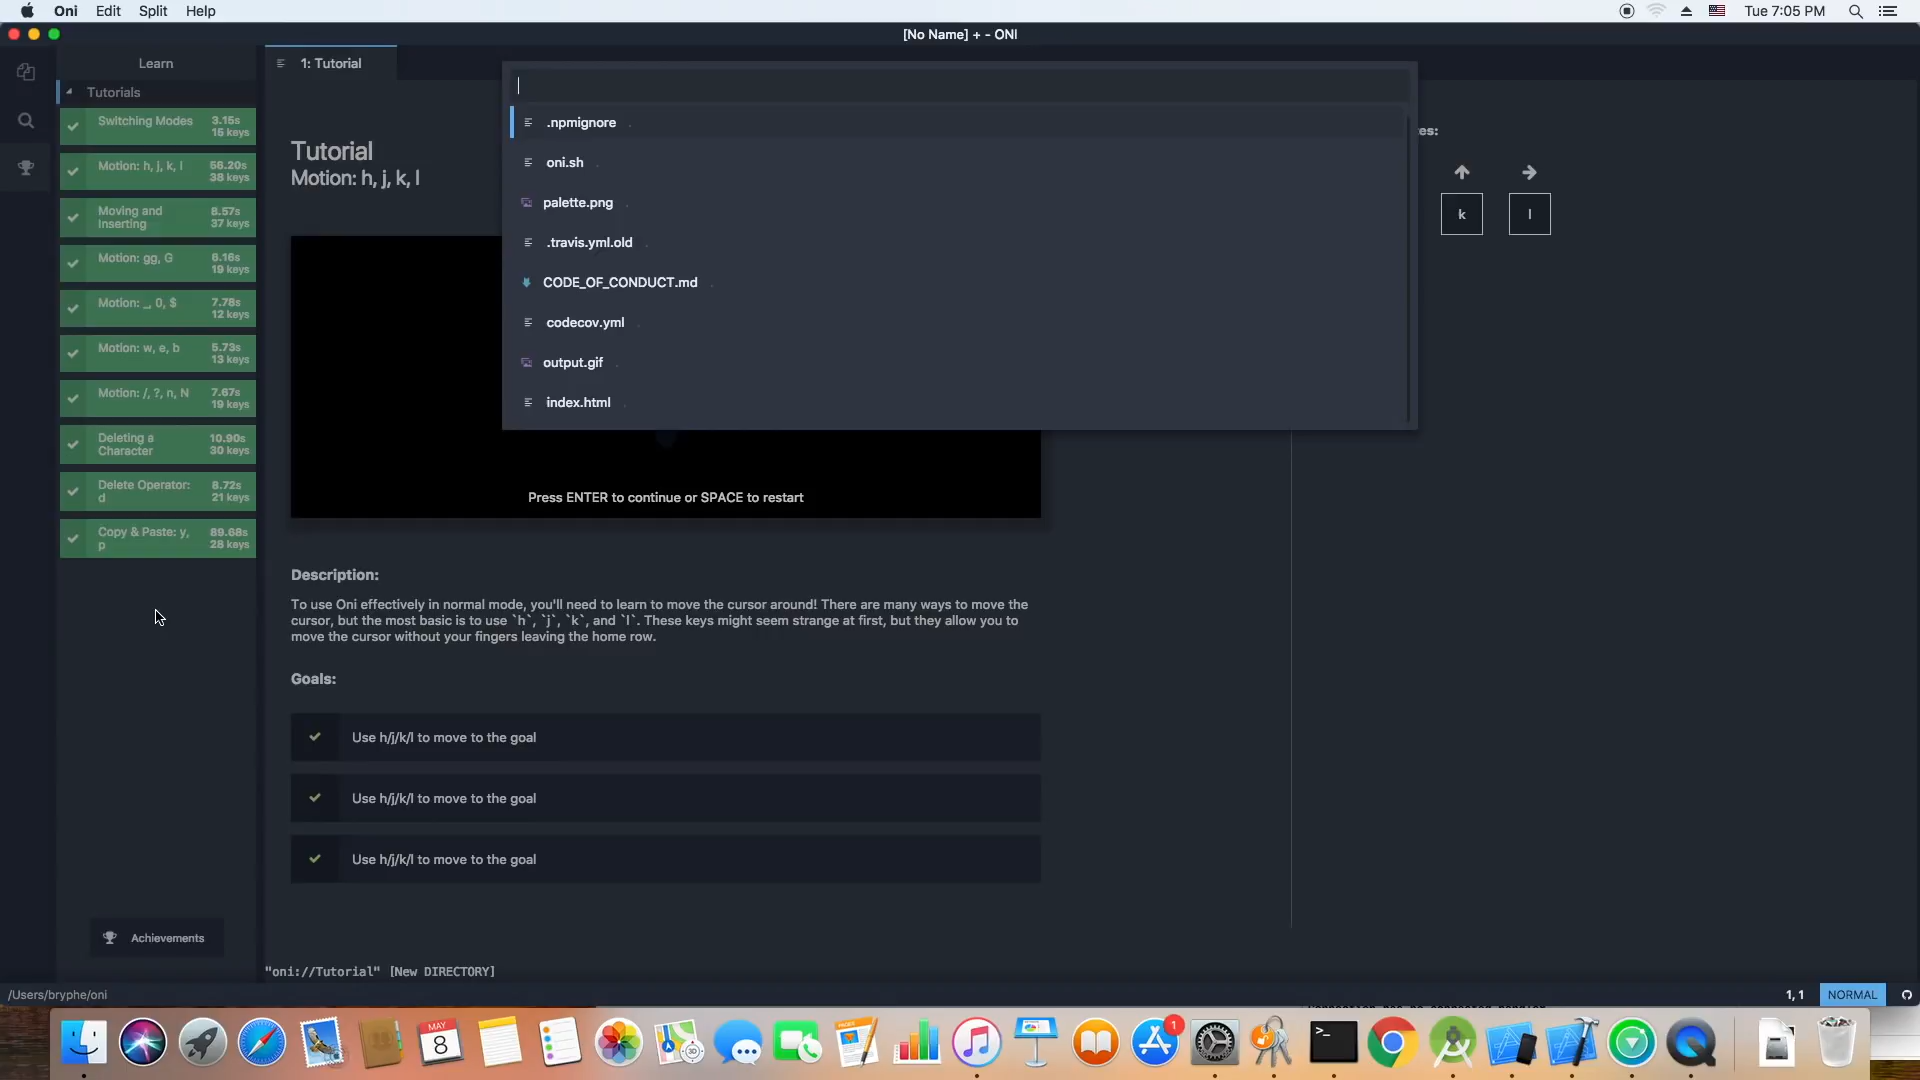 Oni Edit Split Help
Tue 7:05 PM
[No Name] + - ONI
Learn
Tutorials
Switching Modes 3.15s
15 keys
Motion: h, j, k, l 58.20s
38 keys
Moving and 8.57s
Inserting 37 keys
Motion: gg, G 6.16s
19 keys
Motion: _, 0, $ 7.78s
12 keys
Motion: w, e, b 5.73s
13 keys
Motion: /, ?, n, N 7.67s
19 keys
Deleting a 10.90s
Character 30 keys
Delete Operator: 8.72s
d 21 keys
Copy & Paste: y, 89.68s
p 28 keys
Achievements
1: Tutorial
Tutorial
Motion: h, j, k, l
.npmignore
oni.sh
palette.png
.travis.yml.old
CODE_OF_CONDUCT.md
codecov.yml
output.gif
index.html
es:
k l
Press ENTER to continue or SPACE to restart
Description:
To use Oni effectively in normal mode, you'll need to learn to move the cursor around! There are many ways to move the
cursor, but the most basic is to use `h`, `j`, `k`, and `l`. These keys might seem strange at first, but they allow you to
move the cursor without your fingers leaving the home row.
Goals:
Use h/j/k/l to move to the goal
Use h/j/k/l to move to the goal
Use h/j/k/l to move to the goal
"oni://Tutorial" [New DIRECTORY]
/Users/bryphe/oni
1, 1 NORMAL
MAY
8
3D
PAGES
1
>_